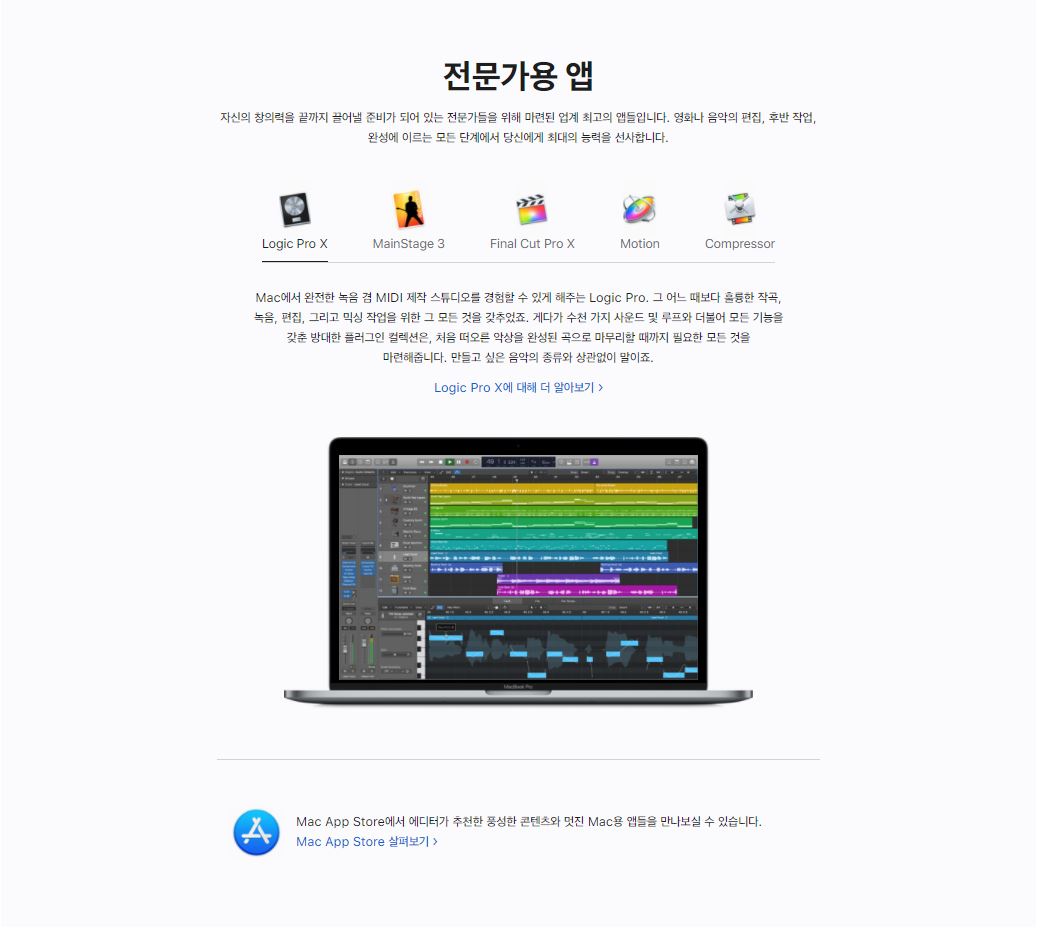 전문가용 앱
자신의 창의력을 끝까지 끌어낼 준비가 되어 있는 전문가들을 위해 마련된 업계 최고의 앱들입니다. 영화나 음악의 편집, 후반 작업,
완성에 이르는 모든 단계에서 당신에게 최대의 능력을 선사합니다.
Logic Pro X
MainStage 3
Final Cut Pro X
Motion
Compressor
Mac에서 완전한 녹음 겸 MIDI 제작 스튜디오를 경험할 수 있게 해주는 Logic Pro. 그 어느 때보다 훌륭한 작곡,
녹음, 편집, 그리고 믹싱 작업을 위한 그 모든 것을 갖추었죠. 게다가 수천 가지 사운드 및 루프와 더불어 모든 기능을
갖춘 방대한 플러그인 컬렉션은, 처음 떠오른 악상을 완성된 곡으로 마무리할 때까지 필요한 모든 것을
마련해줍니다. 만들고 싶은 음악의 종류와 상관없이 말이죠.
Logic Pro X에 대해 더 알아보기 >
MacBook Pro
Mac App Store에서 에디터가 추천한 풍성한 콘텐츠와 멋진 Mac용 앱들을 만나보실 수 있습니다.
Mac App Store 살펴보기 >